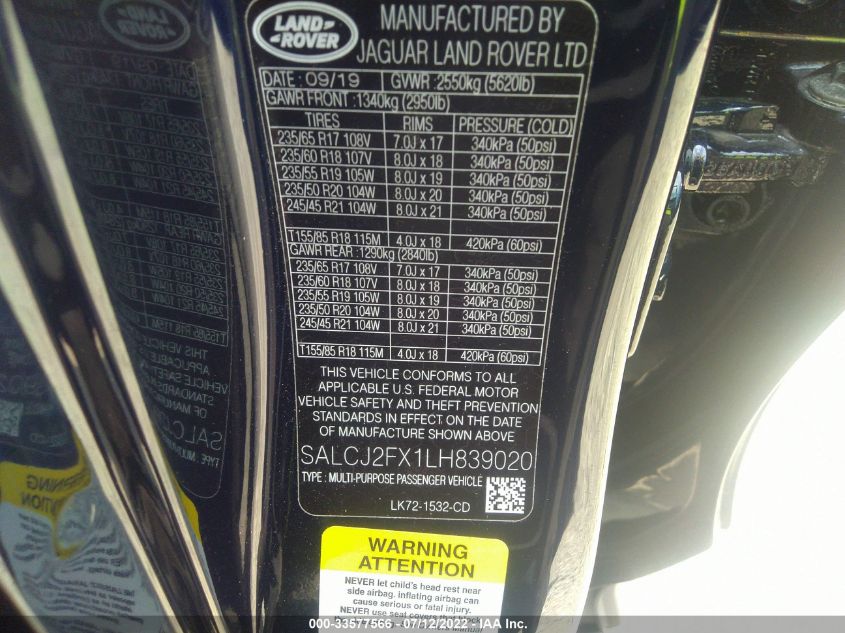 LAND-
ROVER
MANUFACTURED BY
JAGUAR LAND ROVER LTD
DATE: 09/19 GVWR: 2550kg (5620lb)
GAWR FRONT: 1340kg (2950lb)
TIRES RIMS PRESSURE (COLD)
235/65 R17 108V 7.0J x 17 340kPa (50psi)
235/60 R18 107V 8.0J x 18 340kPa (50psi)
235/55 R19 105W 8.0J x 19 340kPa (50psi)
235/50 R20 104W 8.0J x 20 340kPa (50psi)
245/45 R21 104W 8.0J x 21 340kPa (50psi)
T155/85 R18 115M 4.0J x 18 420kPa (60psi)
GAWR REAR: 1290kg (2840lb)
235/65 R17 108V 7.0J x 17 340kPa (50psi)
235/60 R18 107V 8.0J x 18 340kPa (50psi)
235/55 R19 105W 8.0J x 19 340kPa (50psi)
235/50 R20 104W 8.0J x 20 340kPa (50psi)
245/45 R21 104W 8.0J x 21 340kPa (50psi)
T155/85 R18 115M 4.0J x 18 420kPa (60psi)
THIS VEHICLE CONFORMS TO ALL
APPLICABLE U.S. FEDERAL MOTOR
VEHICLE SAFETY AND THEFT PREVENTION
STANDARDS IN EFFECT ON THE DATE
OF MANUFACTURE SHOWN ABOVE
SALCJ2FX1LH839020
TYPE : MULTI-PURPOSE PASSENGER VEHICLE
LK72-1532-CD
WARNING
ATTENTION
NEVER let child's head rest near
side airbag. inflating airbag can
cause serious or fatal injury.
NEVER use seat covers
000-33577566 - 07/12/2022 - IAA Inc.